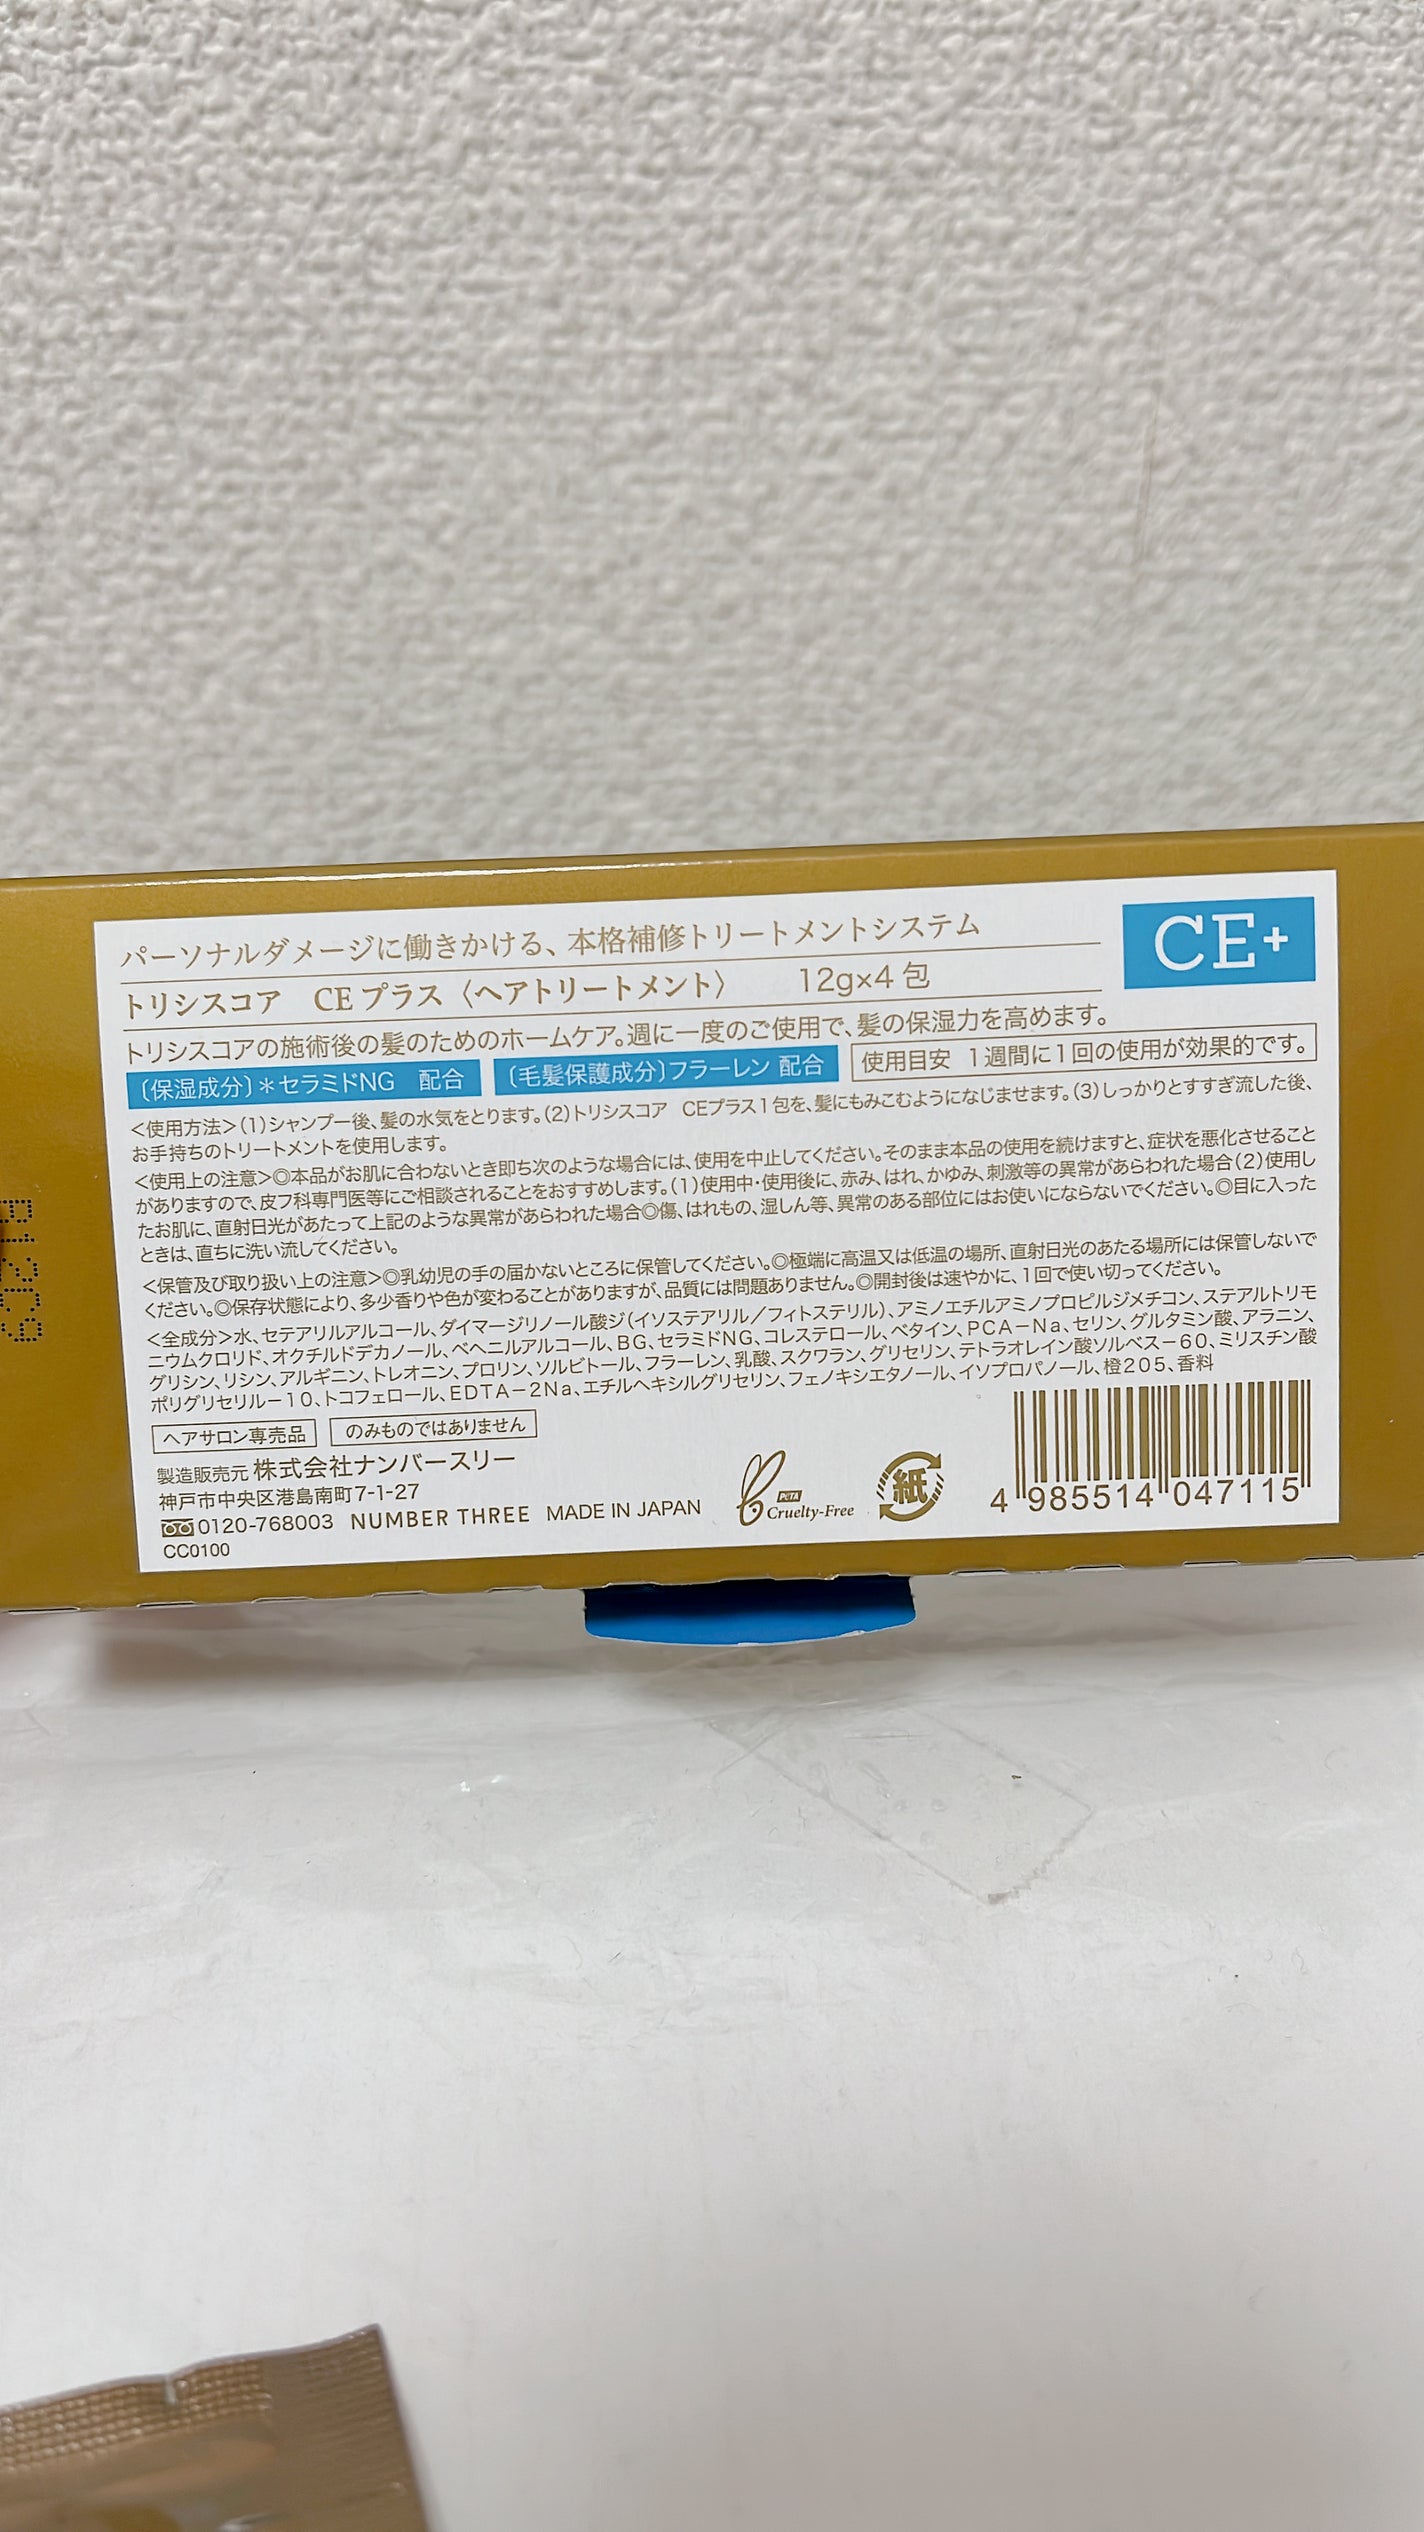 パーソナルダメージに働きかける、本格補修トリートメントシステム
CE+
トリシスコア　CE プラス〈ヘアトリートメント〉　12g×4 包
トリシスコアの施術後の髪のためのホームケア。週に一度のご使用で、髪の保湿力を高めます。
〔保湿成分〕＊セラミドNG　配合
〔毛髪保護成分〕フラーレン 配合
使用目安 1週間に1回の使用が効果的です。
＜使用方法＞(1)シャンプー後、髪の水気をとります。(2)トリシスコア　CEプラス1包を、髪にもみこむようになじませます。(3)しっかりとすすぎ流した後、
お手持ちのトリートメントを使用します。
＜使用上の注意＞◎本品がお肌に合わないとき即ち次のような場合には、使用を中止してください。そのまま本品の使用を続けますと、症状を悪化させること
がありますので、皮フ科専門医等にご相談されることをおすすめします。(1)使用中・使用後に、赤み、はれ、かゆみ、刺激等の異常があらわれた場合(2)使用し
たお肌に、直射日光があたって上記のような異常があらわれた場合◎傷、はれもの、湿しん等、異常のある部位にはお使いにならないでください。◎目に入った
ときは、直ちに洗い流してください。
＜保管及び取り扱い上の注意＞◎乳幼児の手の届かないところに保管してください。◎極端に高温又は低温の場所、直射日光のあたる場所には保管しないで
ください。◎保存状態により、多少香りや色が変わることがありますが、品質には問題ありません。◎開封後は速やかに、1回で使い切ってください。
＜全成分＞水、セテアリルアルコール、ダイマージリノール酸ジ(イソステアリル／フィトステリル)、アミノエチルアミノプロピルジメチコン、ステアルトリモ
ニウムクロリド、オクチルドデカノール、ベヘニルアルコール、BG、セラミドNG、コレステロール、ベタイン、PCA－Na、セリン、グルタミン酸、アラニン、
グリシン、リシン、アルギニン、トレオニン、プロリン、ソルビトール、フラーレン、乳酸、スクワラン、グリセリン、テトラオレイン酸ソルベス－60、ミリスチン酸
ポリグリセリル－10、トコフェロール、EDTA－2Na、エチルヘキシルグリセリン、フェノキシエタノール、イソプロパノール、橙205、香料
ヘアサロン専売品
のみものではありません
製造販売元 株式会社ナンバースリー
神戸市中央区港島南町7-1-27
0120-768003 NUMBER THREE MADE IN JAPAN
CC0100
PETA
Cruelty-Free
紙
4 985514 047115